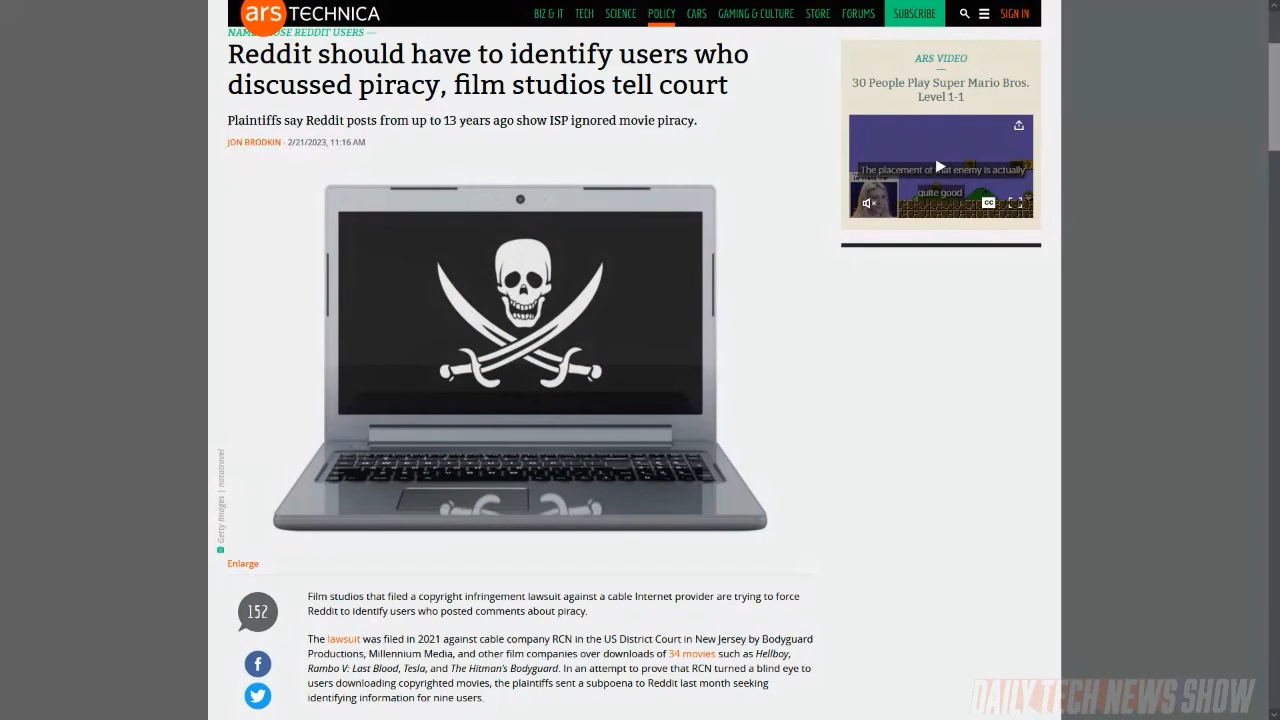 ars TECHNICA
BIZ & IT TECH SCIENCE POLICY CARS GAMING & CULTURE STORE FORUMS SUBSCRIBE SIGN IN
REDDIT USERS —
Reddit should have to identify users who
discussed piracy, film studios tell court
Plaintiffs say Reddit posts from up to 13 years ago show ISP ignored movie piracy.
JON BRODKIN - 2/21/2023, 11:16 AM
ARS VIDEO
30 People Play Super Mario Bros.
Level 1-1
The placement of that enemy is actually
quite good
CC
Getty Images | natatravel
Enlarge
152
Film studios that filed a copyright infringement lawsuit against a cable Internet provider are trying to force
Reddit to identify users who posted comments about piracy.
The lawsuit was filed in 2021 against cable company RCN in the US District Court in New Jersey by Bodyguard
Productions, Millennium Media, and other film companies over downloads of 34 movies such as Hellboy,
Rambo V: Last Blood, Tesla, and The Hitman's Bodyguard. In an attempt to prove that RCN turned a blind eye to
users downloading copyrighted movies, the plaintiffs sent a subpoena to Reddit last month seeking
identifying information for nine users.
DAILY TECH NEWS SHOW